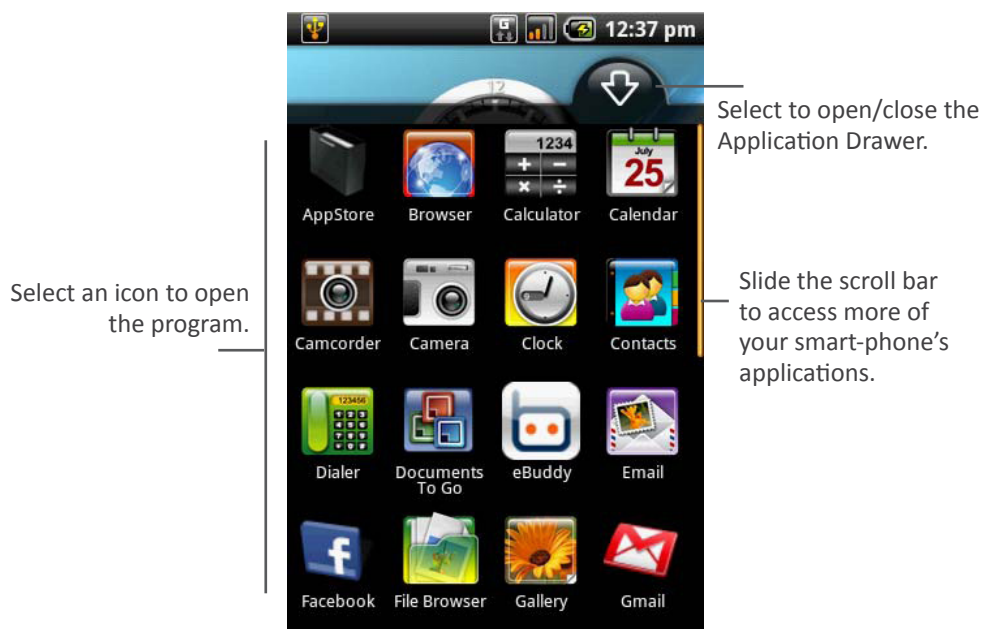 12:37 pm
G
12
Select to open/close the
Application Drawer.
1234
+ −
× ÷
July
25
AppStore Browser Calculator Calendar
Select an icon to open
the program.
Slide the scroll bar
to access more of
your smart-phone's
applications.
Camcorder Camera Clock Contacts
123456
Dialer Documents
To Go eBuddy Email
f
Facebook File Browser Gallery Gmail